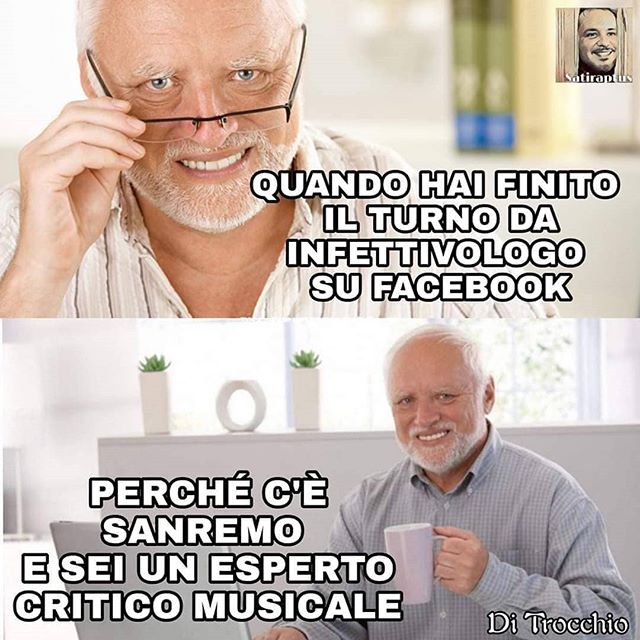 Satiraptus
QUANDO HAI FINITO
IL TURNO DA
INFETTIVOLOGO
SU FACEBOOK
PERCHÉ C'È
SANREMO
E SEI UN ESPERTO
CRITICO MUSICALE
Di Trocchio